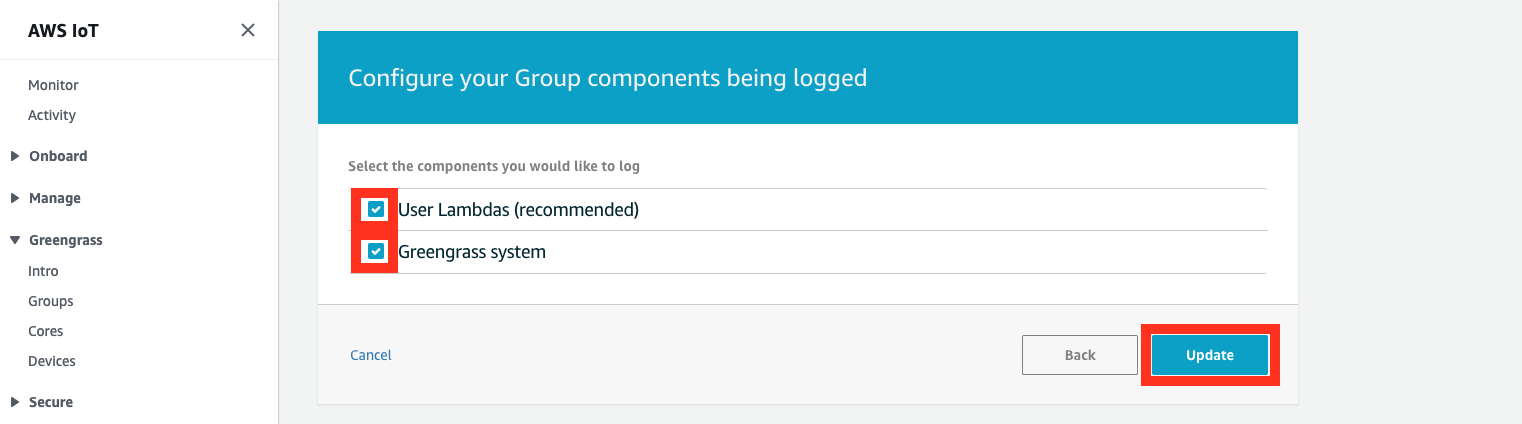 AWS IoT
Monitor
Activity
Onboard
Manage
Greengrass
Intro
Groups
Cores
Devices
Secure
Configure your Group components being logged
Select the components you would like to log
User Lambdas (recommended)
Greengrass system
Cancel
Back
Update